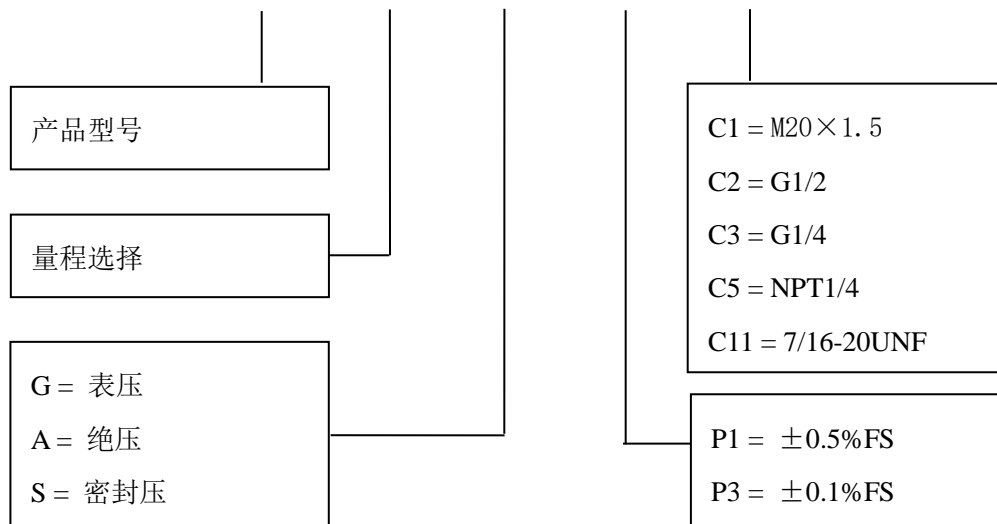 产品型号
量程选择
G = 表压
A = 绝压
S = 密封压
C1 = M20×1.5
C2 = G1/2
C3 = G1/4
C5 = NPT1/4
C11 = 7/16-20UNF
P1 = ±0.5%FS
P3 = ±0.1%FS